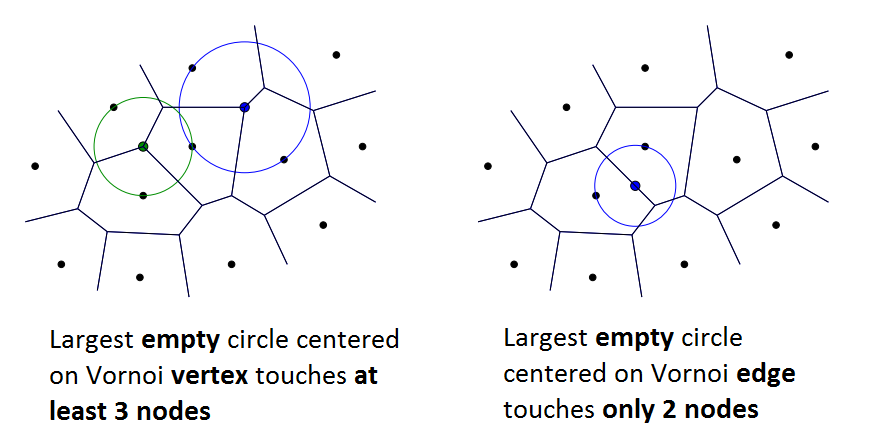 Largest empty circle centered
on Vornoi vertex touches at
least 3 nodes
Largest empty circle
centered on Vornoi edge
touches only 2 nodes